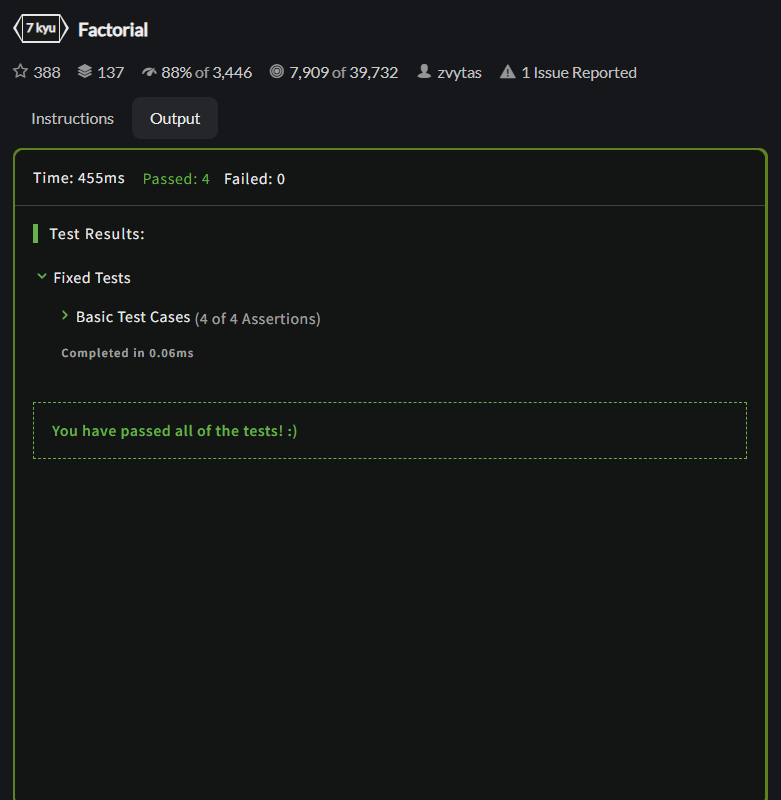 7 kyu Factorial
388 137 88% of 3,446 7,909 of 39,732 zvytas 1 Issue Reported
Instructions Output
Time: 455ms Passed: 4 Failed: 0
Test Results:
Fixed Tests
Basic Test Cases (4 of 4 Assertions)
Completed in 0.06ms
You have passed all of the tests! :)